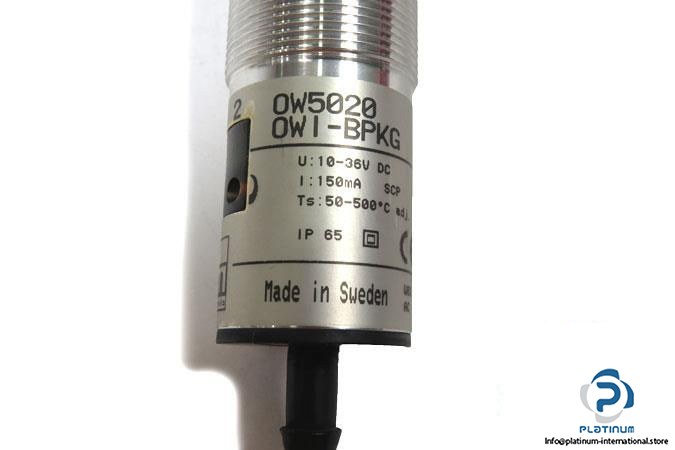 2
OW5020
OWI-BPKG
U:10-36V DC
I:150mA SCP
Ts:50-500°C adj.
IP 65
CE
Made in Sweden
PLATINUM
Info@platinum-international.store